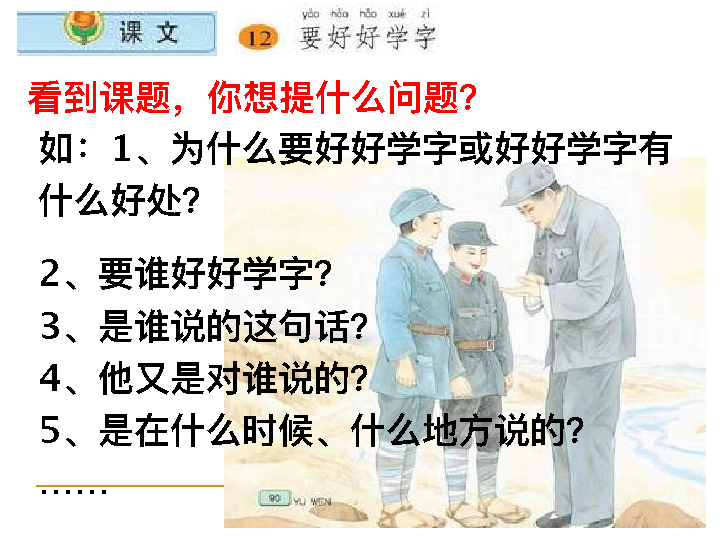 yào hǎo hǎo xué zì
课 文 12 要好好学字
看到课题，你想提什么问题？
如：1、为什么要好好学字或好好学字有
什么好处？
2、要谁好好学字？
3、是谁说的这句话？
4、他又是对谁说的？
5、是在什么时候、什么地方说的？
……
90 YU WEN